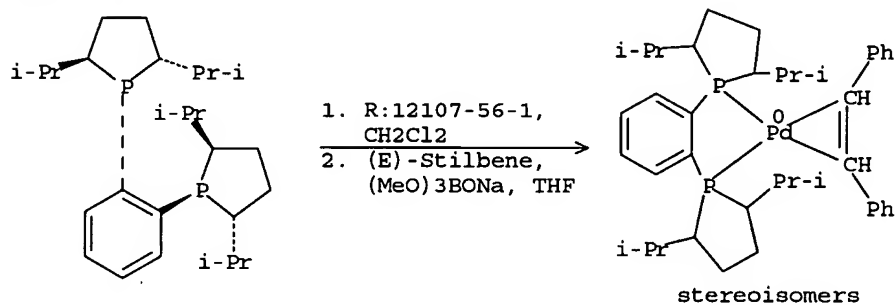 i-Pr
Pr-i
P
i-Pr
P
i-Pr
1. R:12107-56-1,
CH2Cl2
2. (E)-Stilbene,
(MeO)3BONa, THF
i-Pr
Pr-i
P
O
Pd
CH
Ph
CH
Ph
P
Pr-i
i-Pr
stereoisomers